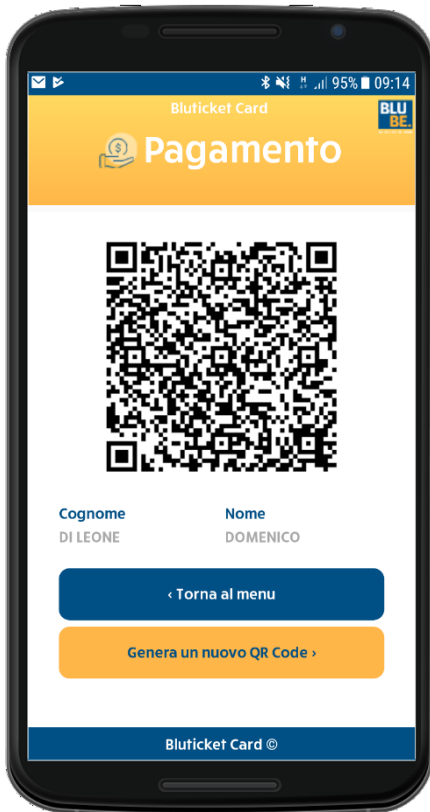 95% 09:14
Bluticket Card
BLU
BE.
Pagamento
Cognome
Nome
DI LEONE
DOMENICO
‹ Torna al menu
Genera un nuovo QR Code ›
Bluticket Card ©